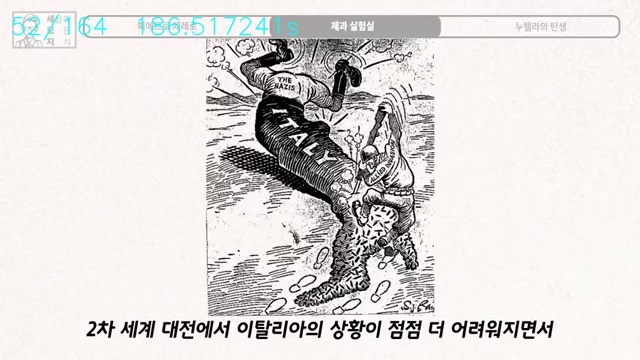 52/164 186.517241s
제과 실험실
누텔라의 탄생
THE NAZIS
ITALY
2차 세계 대전에서 이탈리아의 상황이 점점 더 어려워지면서